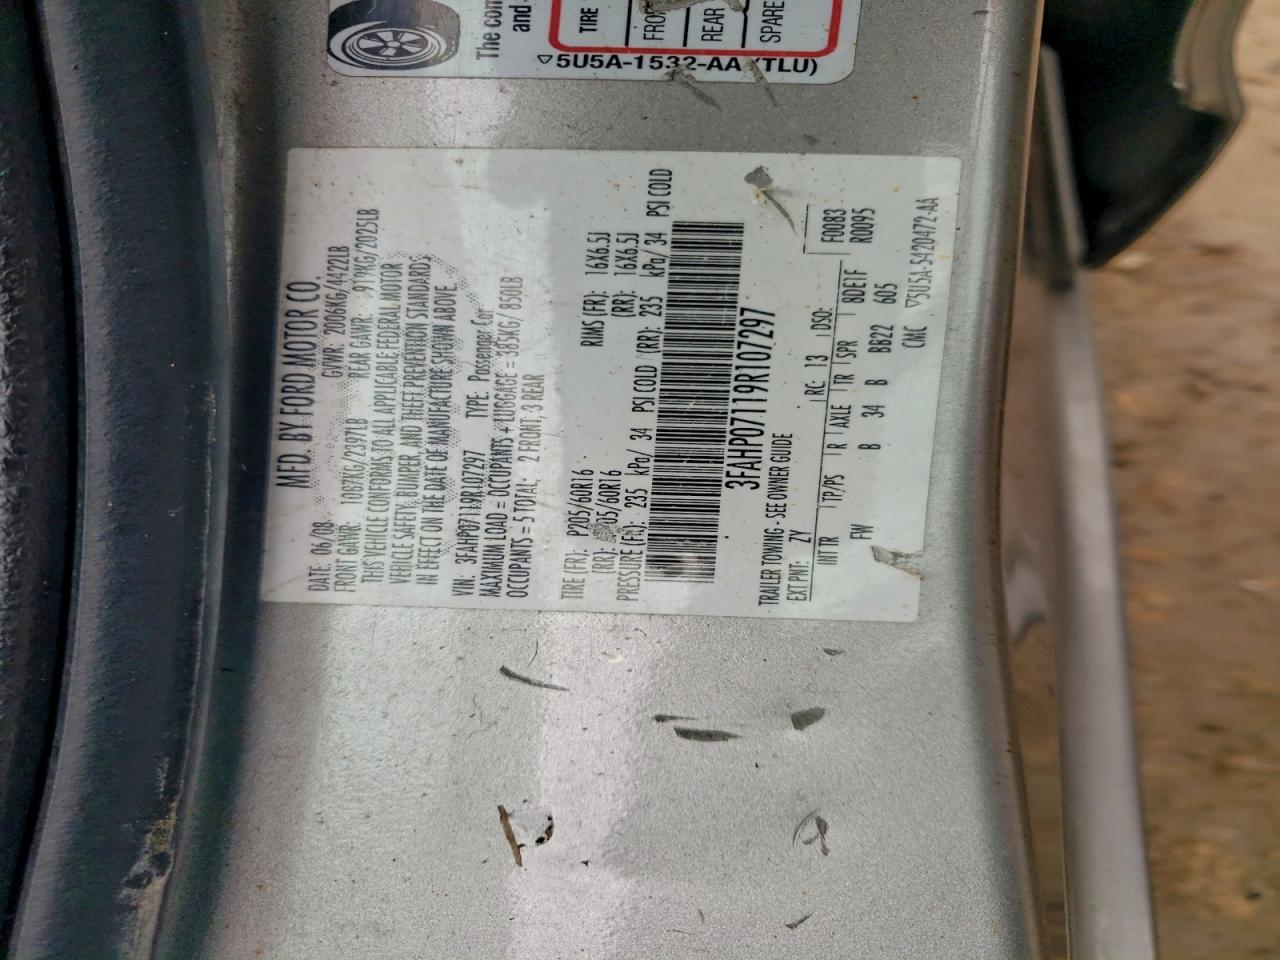 The com
and
TIRE
FRON
REAR
SPARE
▽5U5A-1532-AA (TLU)
MFD. BY FORD MOTOR CO.
DATE: 06/08 GVWR: 2006KG/4422LB
FRONT GAWR: 1087KG/2397LB REAR GAWR: 919KG/2025LB
THIS VEHICLE CONFORMS TO ALL APPLICABLE FEDERAL MOTOR
VEHICLE SAFETY, BUMPER, AND THEFT PREVENTION STANDARDS
IN EFFECT ON THE DATE OF MANUFACTURE SHOWN ABOVE.
VIN: 3FAHP07119R107297 TYPE: Passenger Car
MAXIMUM LOAD = OCCUPANTS + LUGGAGE = 385KG/ 850LB
OCCUPANTS = 5 TOTAL; 2 FRONT; 3 REAR
TIRE (FR): P205/60R16 RIMS (FR): 16X6.5J
(RR): 05/60R16 (RR): 16X6.5J
PRESSURE (FR): 235 kPa/ 34 PSI COLD (RR): 235 kPa/ 34 PSI COLD
3FAHP07119R107297
TRAILER TOWING - SEE OWNER GUIDE
EXT PNT: ZY RC: 13 DSO: F0083
INT TR TP/PS R AXLE TR SPR 8DE1F R0095
FW B 34 B BB22 605
CMC ▽5U5A-5420472-AA